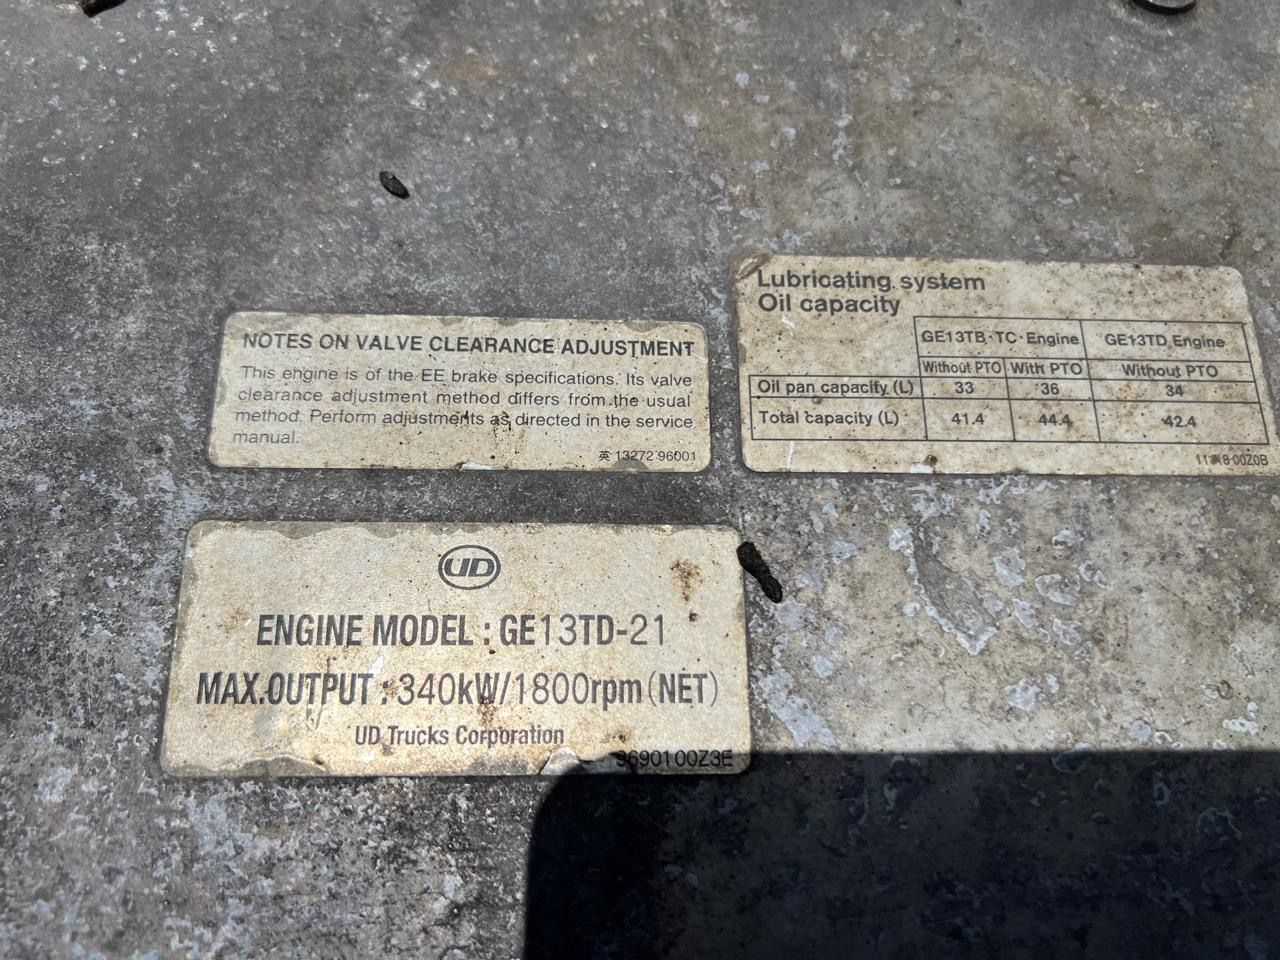 NOTES ON VALVE CLEARANCE ADJUSTMENT
This engine is of the EE brake specifications. Its valve
clearance adjustment method differs from the usual
method. Perform adjustments as directed in the service
manual.
英 13272 96001
Lubricating system
Oil capacity
GE13TB·TC·Engine GE13TD Engine
Without PTO With PTO Without PTO
Oil pan capacity (L) 33 36 34
Total capacity (L) 41.4 44.4 42.4
00Z0B
UD
ENGINE MODEL : GE13TD-21
MAX.OUTPUT : 340kW/1800rpm (NET)
UD Trucks Corporation
9690100Z3E